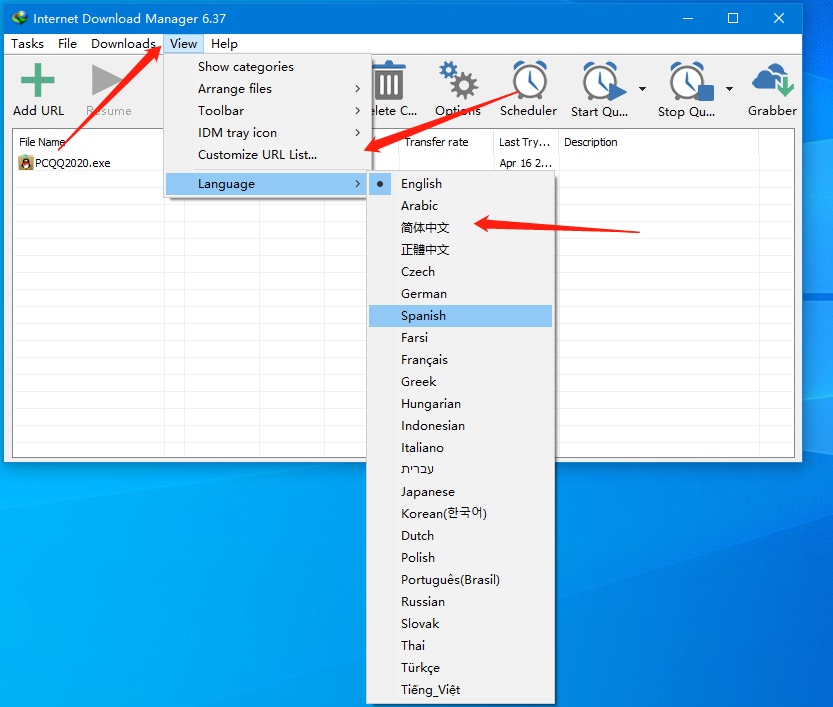 Internet Download Manager 6.37
Tasks File Downloads View Help
Add URL Resume elete C... Options Scheduler Start Qu... Stop Qu... Grabber
File Name Transfer rate Last Try... Description
PCQQ2020.exe Apr 16 2...
Show categories
Arrange files
Toolbar
IDM tray icon
Customize URL List...
Language
English
Arabic
简体中文
正體中文
Czech
German
Spanish
Farsi
Français
Greek
Hungarian
Indonesian
Italiano
עברית
Japanese
Korean(한국어)
Dutch
Polish
Português(Brasil)
Russian
Slovak
Thai
Türkçe
Tiếng_Việt